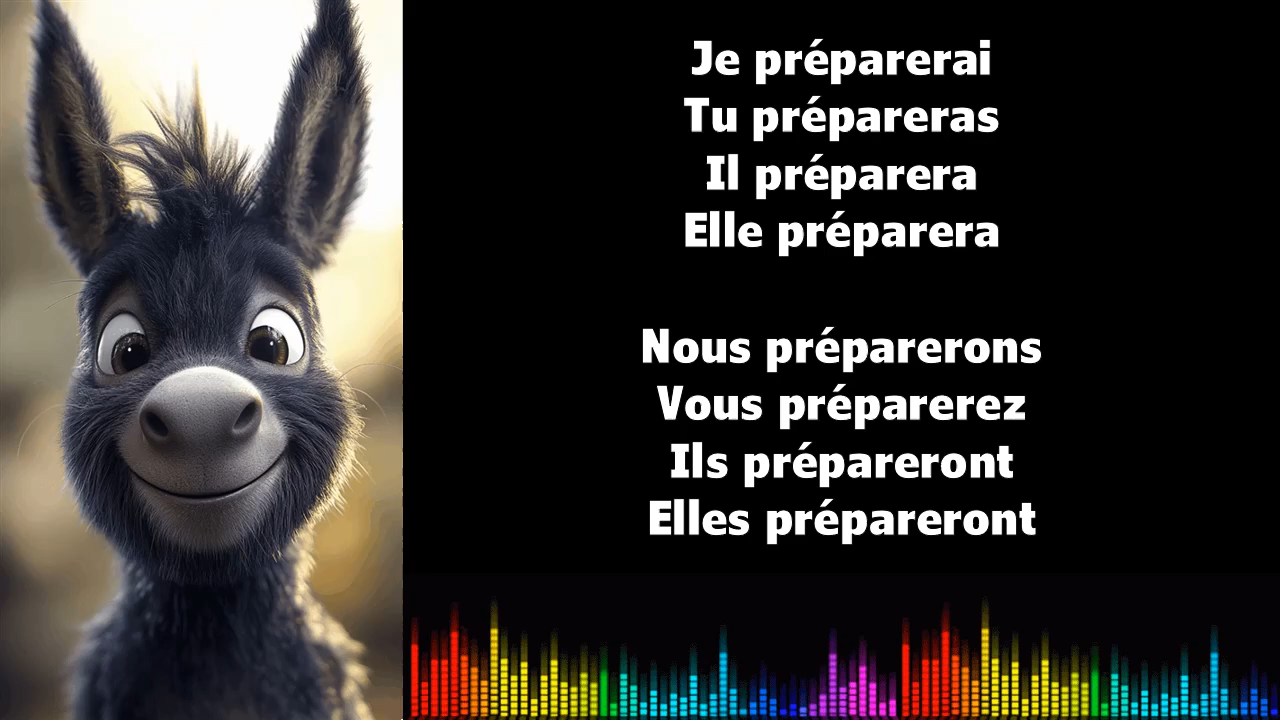 Je préparerai
Tu prépareras
Il préparera
Elle préparera
Nous préparerons
Vous préparerez
Ils prépareront
Elles prépareront